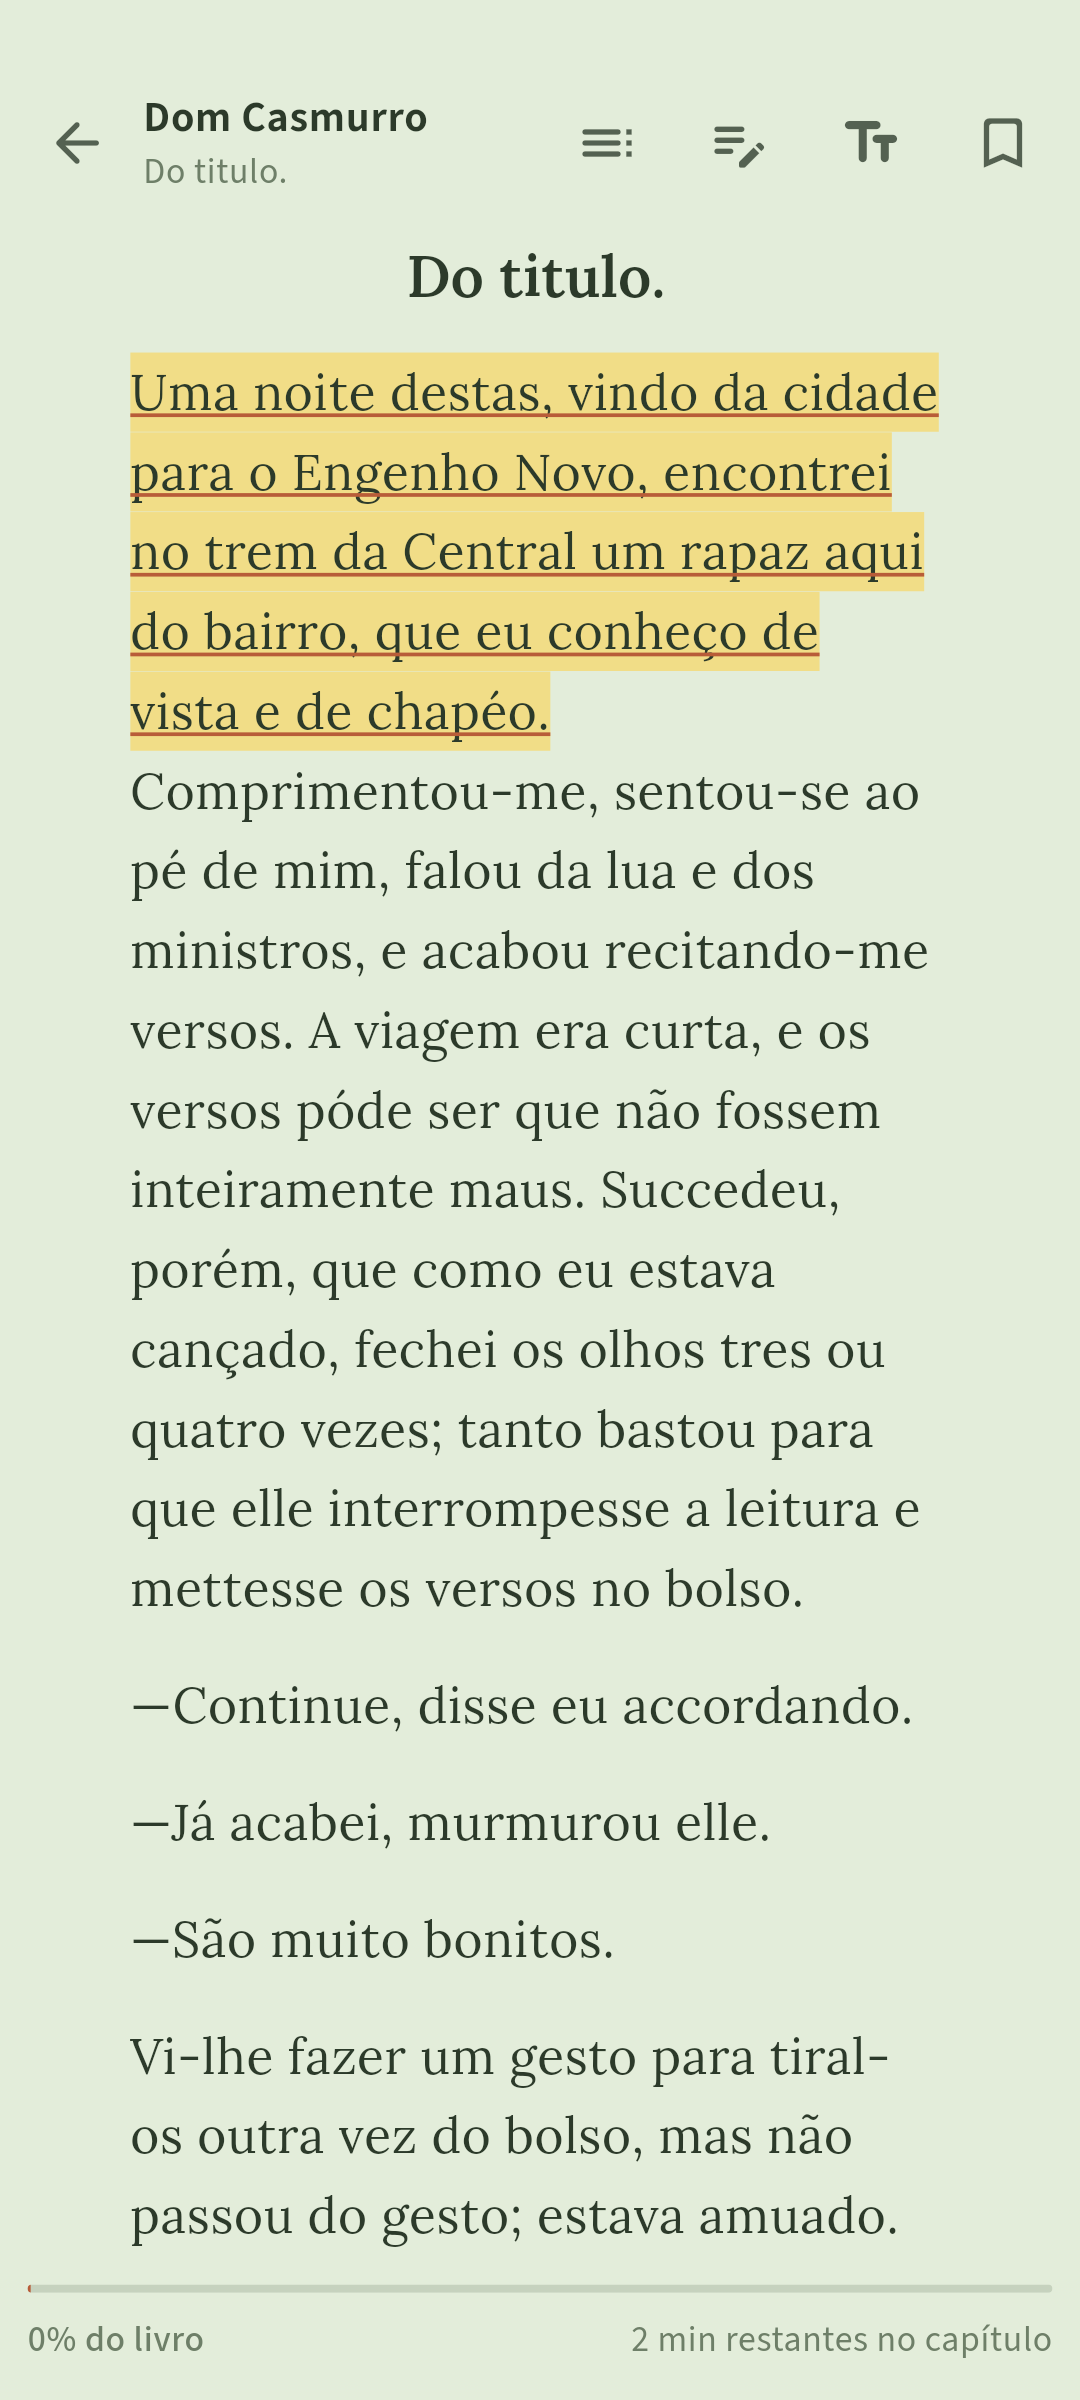 Dom Casmurro
Do titulo.
Do titulo.
Uma noite destas, vindo da cidade
para o Engenho Novo, encontrei
no trem da Central um rapaz aqui
do bairro, que eu conheço de
vista e de chapéo.
Comprimentou-me, sentou-se ao
pé de mim, falou da lua e dos
ministros, e acabou recitando-me
versos. A viagem era curta, e os
versos póde ser que não fossem
inteiramente maus. Succedeu,
porém, que como eu estava
cançado, fechei os olhos tres ou
quatro vezes; tanto bastou para
que elle interrompesse a leitura e
mettesse os versos no bolso.
—Continue, disse eu accordando.
—Já acabei, murmurou elle.
—São muito bonitos.
Vi-lhe fazer um gesto para tiral-
os outra vez do bolso, mas não
passou do gesto; estava amuado.
0% do livro
2 min restantes no capítulo